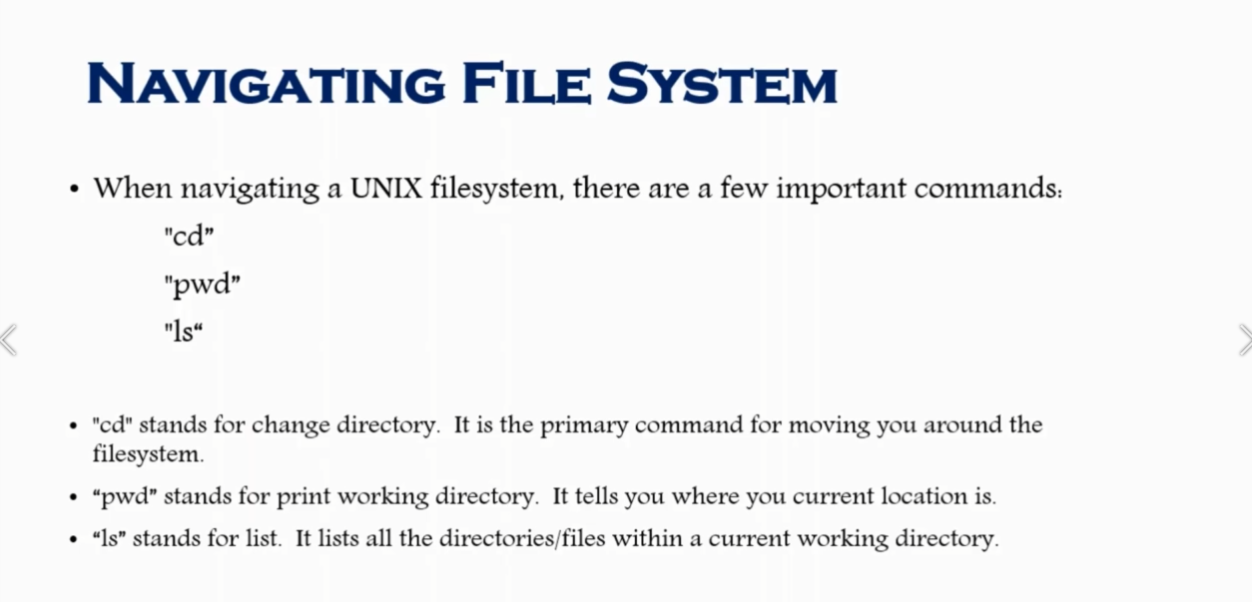 Navigating File System
• When navigating a UNIX filesystem, there are a few important commands:
"cd”
"pwd”
"ls“
• "cd" stands for change directory.  It is the primary command for moving you around the
filesystem.
• “pwd” stands for print working directory.  It tells you where you current location is.
• “ls” stands for list.  It lists all the directories/files within a current working directory.